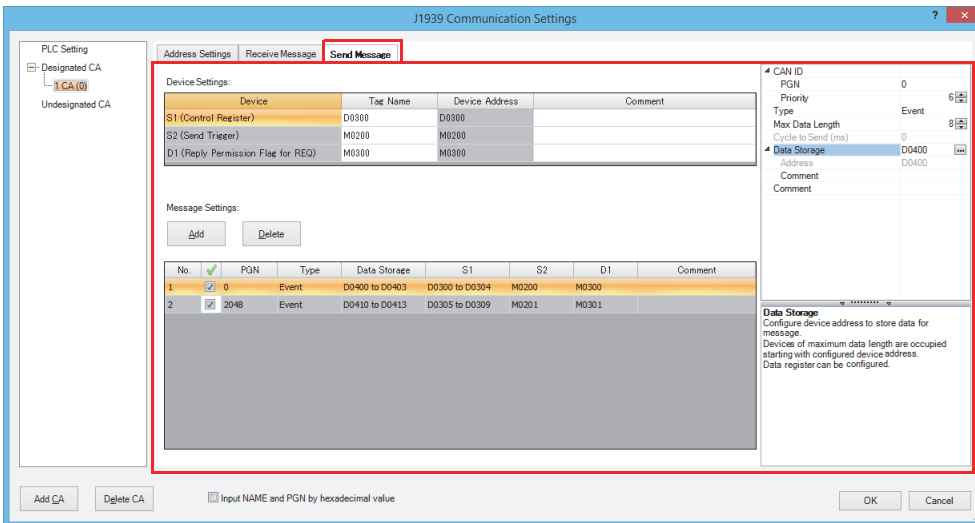 J1939 Communication Settings
?
PLC Setting
Designated CA
1 CA (0)
Undesignated CA
Address Settings Receive Message Send Message
Device Settings:
Device Tag Name Device Address Comment
S1 (Control Register) D0300 D0300
S2 (Send Trigger) M0200 M0200
D1 (Reply Permission Flag for REQ) M0300 M0300
Message Settings:
Add Delete
No. PGN Type Data Storage S1 S2 D1 Comment
1 0 Event D0400 to D0403 D0300 to D0304 M0200 M0300
2 2048 Event D0410 to D0413 D0305 to D0309 M0201 M0301
CAN ID
PGN 0
Priority 6
Type Event
Max Data Length 8
Cycle to Send (ms) 0
Data Storage D0400 ...
Address D0400
Comment
Comment
Data Storage
Configure device address to store data for
message.
Devices of maximum data length are occupied
starting with configured device address.
Data register can be configured.
Add CA Delete CA Input NAME and PGN by hexadecimal value OK Cancel